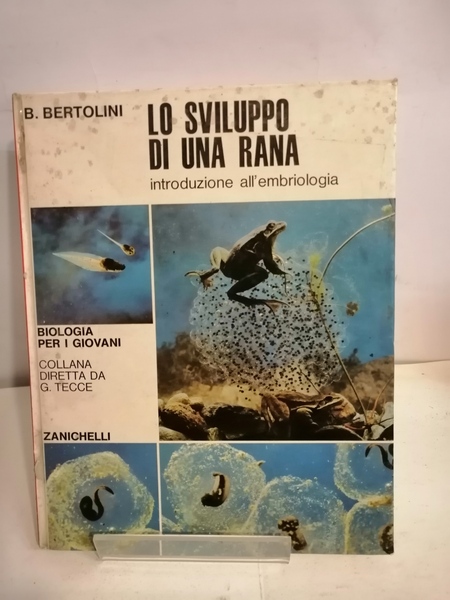 B. BERTOLINI
LO SVILUPPO
DI UNA RANA
introduzione all'embriologia
BIOLOGIA
PER I GIOVANI
COLLANA
DIRETTA DA
G. TECCE
ZANICHELLI